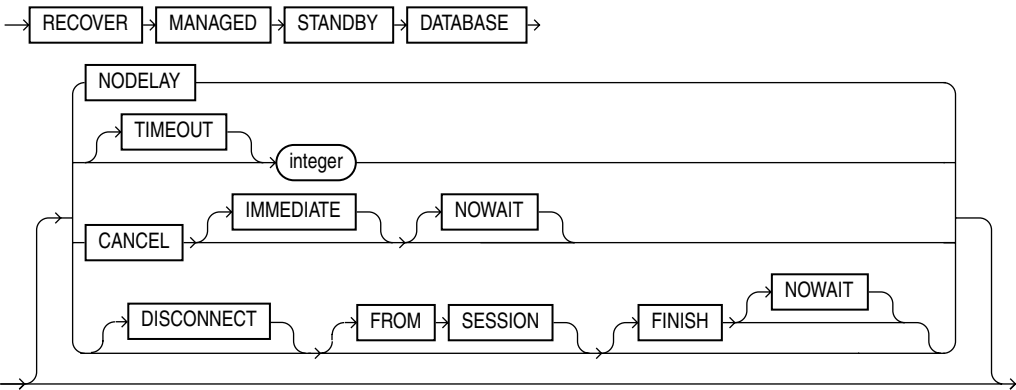 RECOVER MANAGED STANDBY DATABASE
NODELAY
TIMEOUT
integer
IMMEDIATE NOWAIT
CANCEL
NOWAIT
DISCONNECT FROM SESSION FINISH